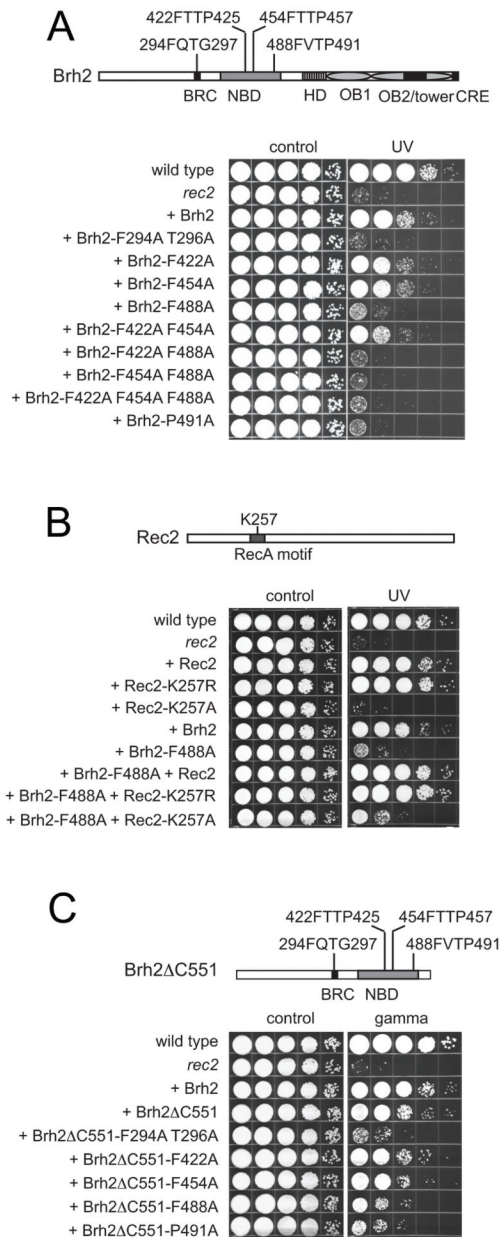 A
422FTTP425 454FTTP457
294FQTG297 488FVTP491
Brh2
BRC NBD HD OB1 OB2/tower CRE
control UV
wild type
rec2
+ Brh2
+ Brh2-F294A T296A
+ Brh2-F422A
+ Brh2-F454A
+ Brh2-F488A
+ Brh2-F422A F454A
+ Brh2-F422A F488A
+ Brh2-F454A F488A
+ Brh2-F422A F454A F488A
+ Brh2-P491A
B
K257
Rec2
RecA motif
control UV
wild type
rec2
+ Rec2
+ Rec2-K257R
+ Rec2-K257A
+ Brh2
+ Brh2-F488A
+ Brh2-F488A + Rec2
+ Brh2-F488A + Rec2-K257R
+ Brh2-F488A + Rec2-K257A
C
422FTTP425 454FTTP457
294FQTG297 488FVTP491
Brh2ΔC551
BRC NBD
control gamma
wild type
rec2
+ Brh2
+ Brh2ΔC551
+ Brh2ΔC551-F294A T296A
+ Brh2ΔC551-F422A
+ Brh2ΔC551-F454A
+ Brh2ΔC551-F488A
+ Brh2ΔC551-P491A